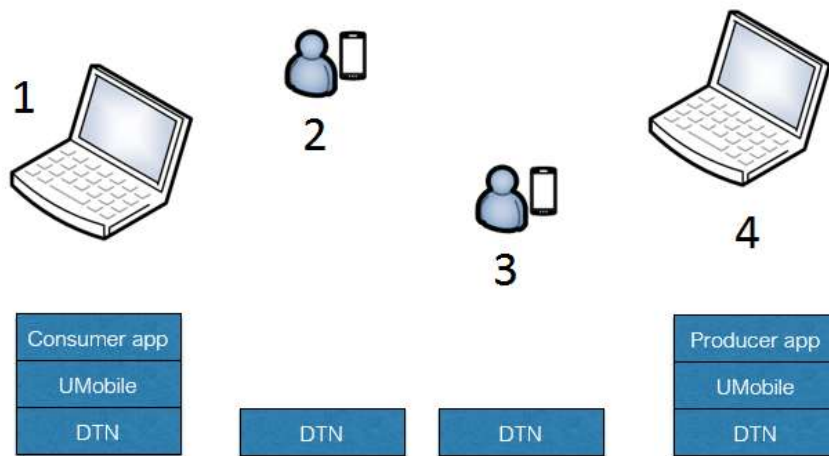 1
2
3
4
Consumer app
UMobile
DTN
DTN
DTN
Producer app
UMobile
DTN